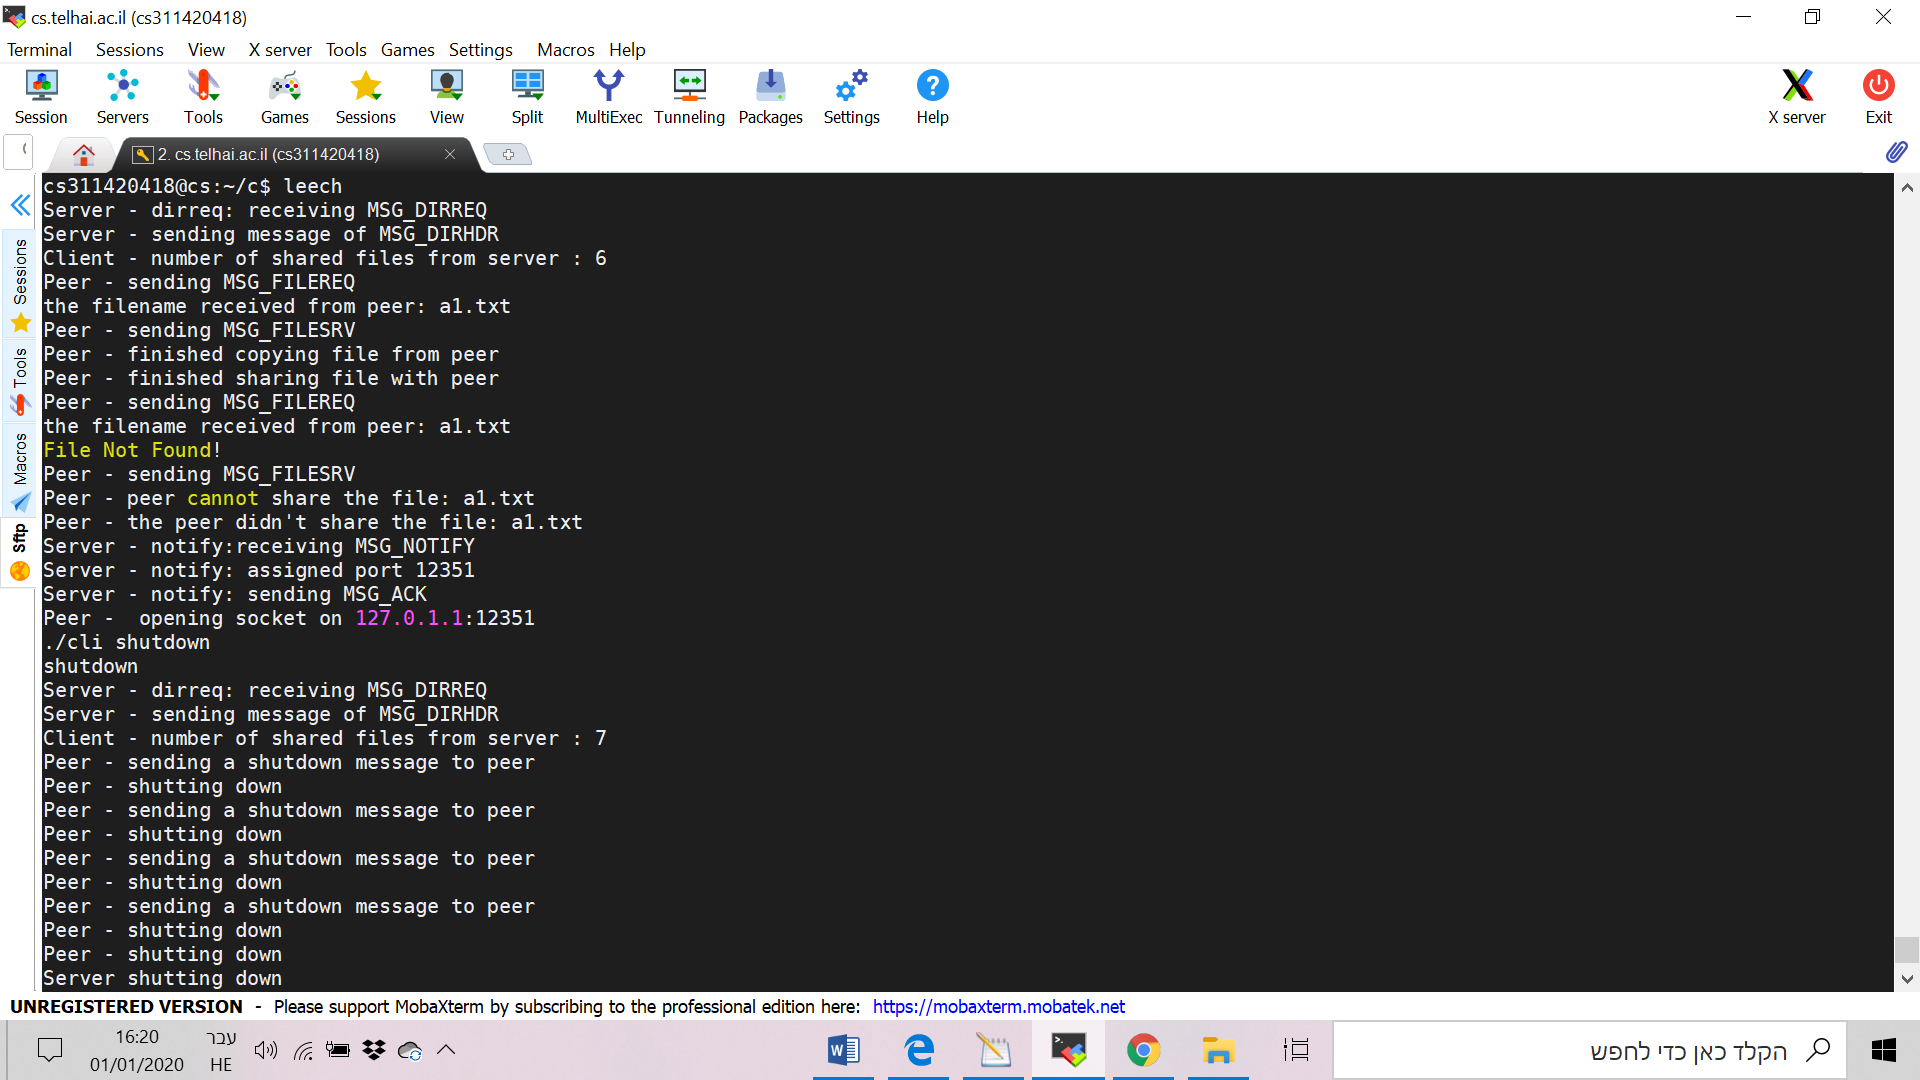 cs.telhai.ac.il (cs311420418)
Terminal Sessions View X server Tools Games Settings Macros Help
Session Servers Tools Games Sessions View Split MultiExec Tunneling Packages Settings Help X server Exit
2. cs.telhai.ac.il (cs311420418)
Sessions
Tools
Macros
Sftp
cs311420418@cs:~/c$ leech
Server - dirreq: receiving MSG_DIRREQ
Server - sending message of MSG_DIRHDR
Client - number of shared files from server : 6
Peer - sending MSG_FILEREQ
the filename received from peer: a1.txt
Peer - sending MSG_FILESRV
Peer - finished copying file from peer
Peer - finished sharing file with peer
Peer - sending MSG_FILEREQ
the filename received from peer: a1.txt
File Not Found!
Peer - sending MSG_FILESRV
Peer - peer cannot share the file: a1.txt
Peer - the peer didn't share the file: a1.txt
Server - notify:receiving MSG_NOTIFY
Server - notify: assigned port 12351
Server - notify: sending MSG_ACK
Peer -  opening socket on 127.0.1.1:12351
./cli shutdown
shutdown
Server - dirreq: receiving MSG_DIRREQ
Server - sending message of MSG_DIRHDR
Client - number of shared files from server : 7
Peer - sending a shutdown message to peer
Peer - shutting down
Peer - sending a shutdown message to peer
Peer - shutting down
Peer - sending a shutdown message to peer
Peer - shutting down
Peer - sending a shutdown message to peer
Peer - shutting down
Peer - shutting down
Server shutting down
UNREGISTERED VERSION - Please support MobaXterm by subscribing to the professional edition here: https://mobaxterm.mobatek.net
16:20
01/01/2020
עבר
HE
הקלד כאן כדי לחפש